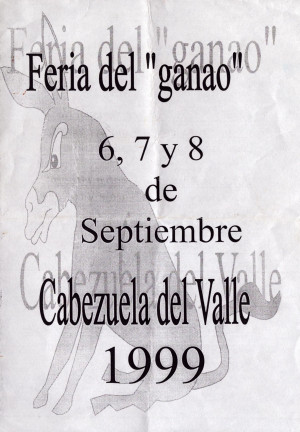 Feria del "ganao"
6, 7 y 8
de
Septiembre
Cabezuela del Valle
1999